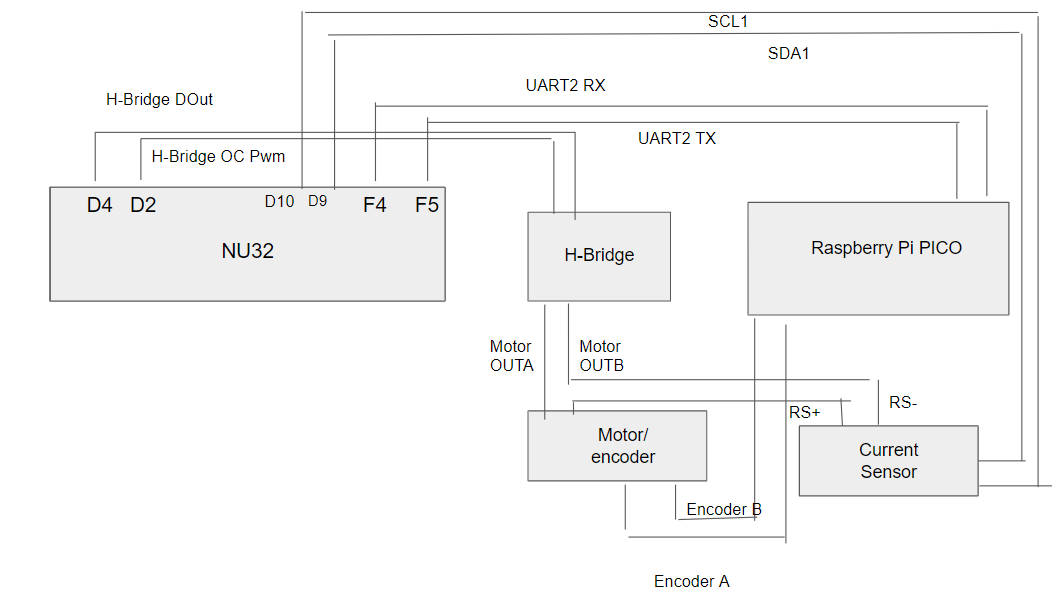 SCL1
SDA1
UART2 RX
H-Bridge DOut
UART2 TX
H-Bridge OC Pwm
D4 D2 D10 D9 F4 F5
NU32
H-Bridge
Raspberry Pi PICO
Motor
OUTA
Motor
OUTB
RS+
RS-
Motor/
encoder
Current
Sensor
Encoder B
Encoder A